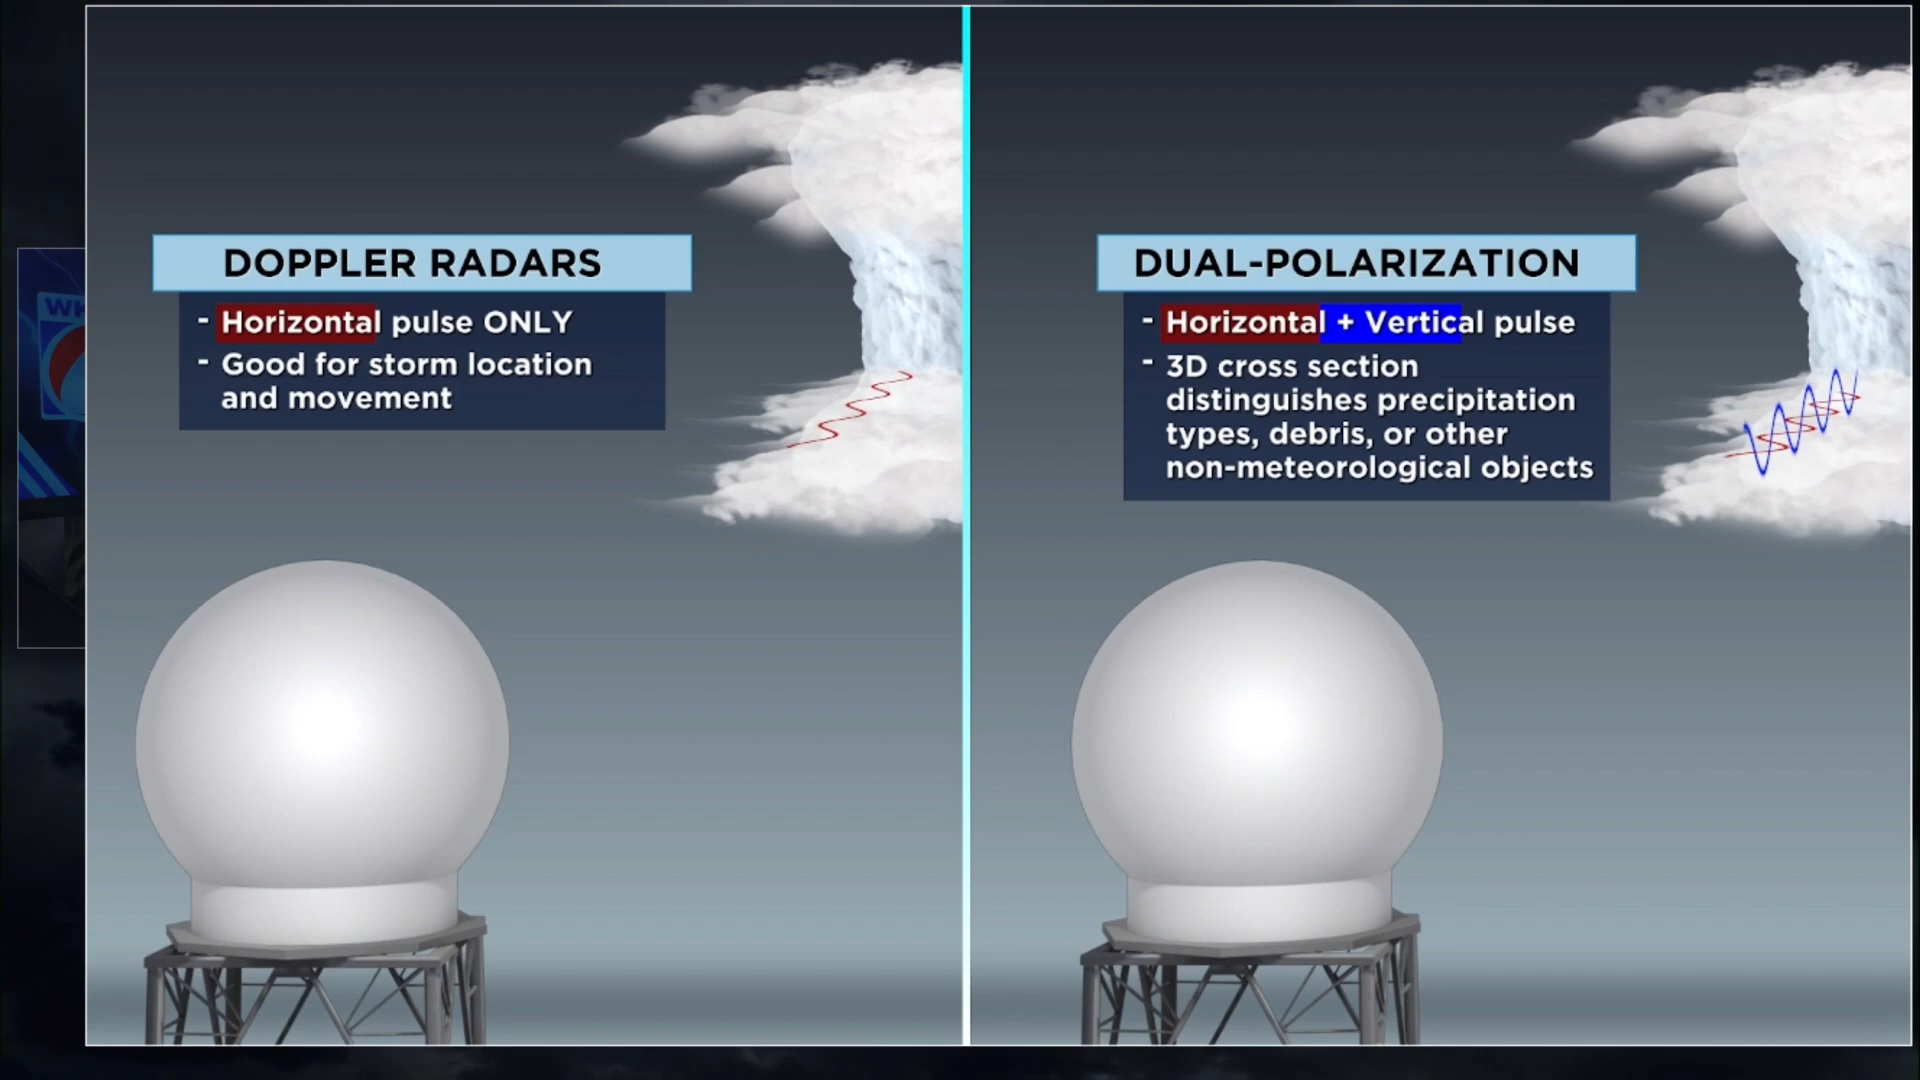 DOPPLER RADARS
- Horizontal pulse ONLY
- Good for storm location
and movement
DUAL-POLARIZATION
- Horizontal + Vertical pulse
- 3D cross section
distinguishes precipitation
types, debris, or other
non-meteorological objects